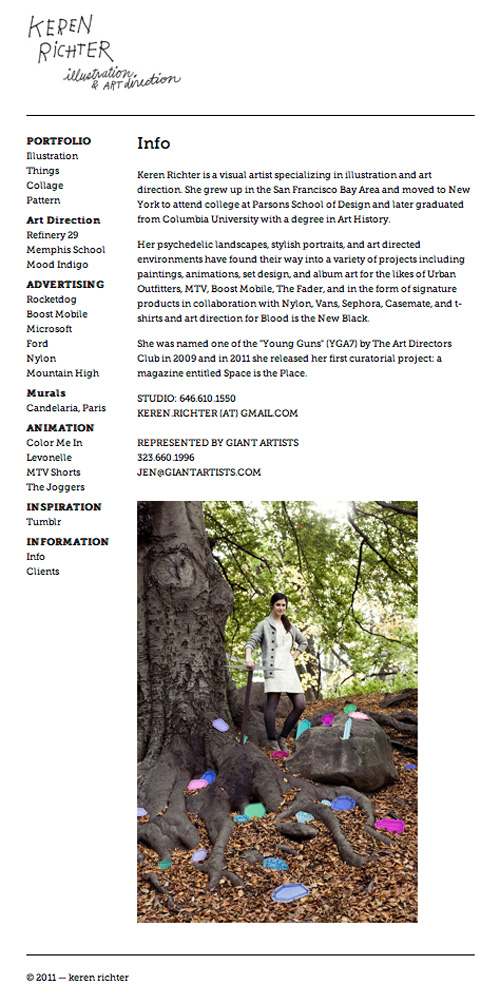 KEREN
RICHTER
illustration
& ART direction
PORTFOLIO
Illustration
Things
Collage
Pattern
Art Direction
Refinery 29
Memphis School
Mood Indigo
ADVERTISING
Rocketdog
Boost Mobile
Microsoft
Ford
Nylon
Mountain High
Murals
Candelaria, Paris
ANIMATION
Color Me In
Levonelle
MTV Shorts
The Joggers
INSPIRATION
Tumblr
INFORMATION
Info
Clients
Info
Keren Richter is a visual artist specializing in illustration and art
direction. She grew up in the San Francisco Bay Area and moved to New
York to attend college at Parsons School of Design and later graduated
from Columbia University with a degree in Art History.
Her psychedelic landscapes, stylish portraits, and art directed
environments have found their way into a variety of projects including
paintings, animations, set design, and album art for the likes of Urban
Outfitters, MTV, Boost Mobile, The Fader, and in the form of signature
products in collaboration with Nylon, Vans, Sephora, Casemate, and t-
shirts and art direction for Blood is the New Black.
She was named one of the "Young Guns" (YGA7) by The Art Directors
Club in 2009 and in 2011 she released her first curatorial project: a
magazine entitled Space is the Place.
STUDIO: 646.610.1550
KEREN.RICHTER (AT) GMAIL.COM
REPRESENTED BY GIANT ARTISTS
323.660.1996
JEN@GIANTARTISTS.COM
© 2011 — keren richter